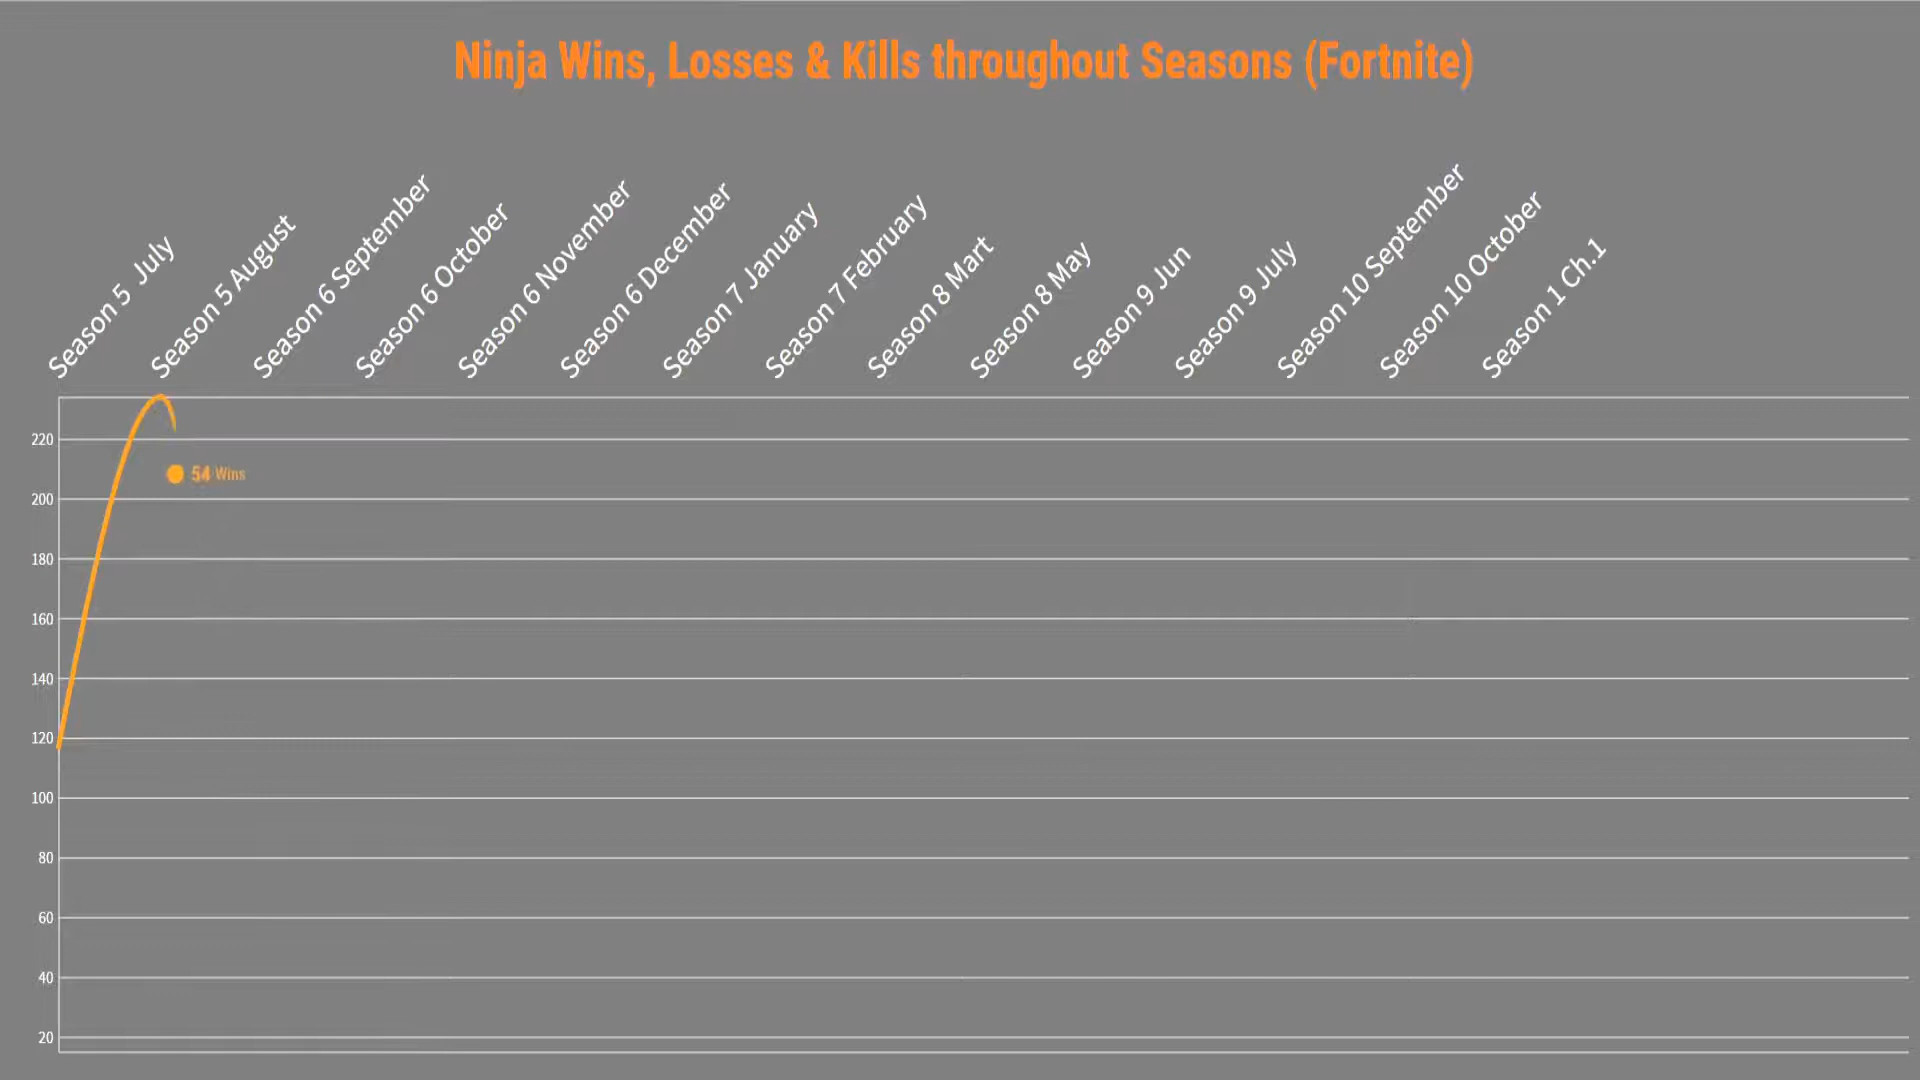 Ninja Wins, Losses & Kills throughout Seasons (Fortnite)
Season 5  July
Season 5 August
Season 6 September
Season 6 October
Season 6 November
Season 6 December
Season 7 January
Season 7 February
Season 8 Mart
Season 8 May
Season 9 Jun
Season 9 July
Season 10 September
Season 10 October
Season 1 Ch.1
220
54 Wins
200
180
160
140
120
100
80
60
40
20